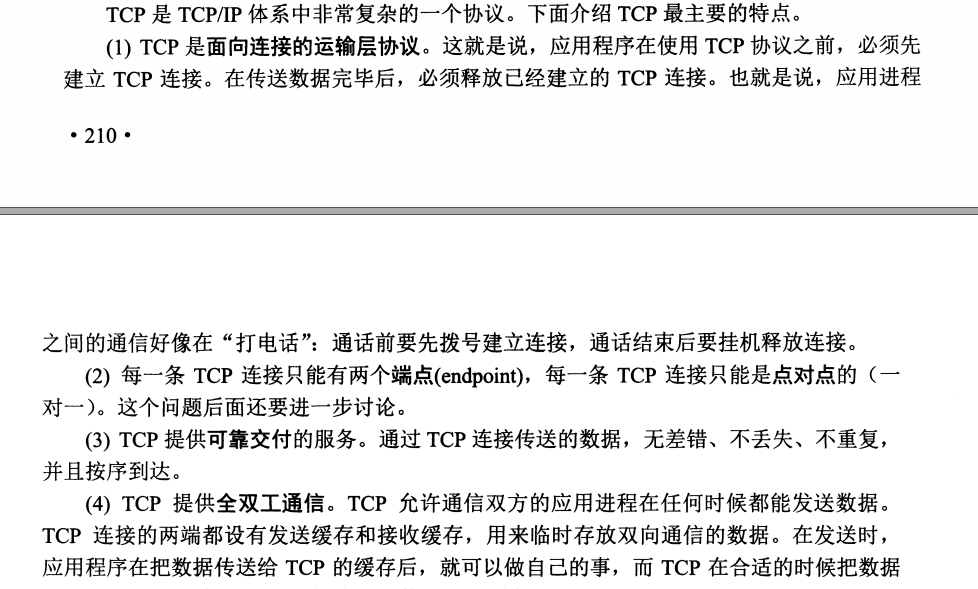 TCP 是 TCP/IP 体系中非常复杂的一个协议。下面介绍 TCP 最主要的特点。
(1) TCP 是面向连接的运输层协议。这就是说，应用程序在使用 TCP 协议之前，必须先
建立 TCP 连接。在传送数据完毕后，必须释放已经建立的 TCP 连接。也就是说，应用进程
·210·
之间的通信好像在“打电话”：通话前要先拨号建立连接，通话结束后要挂机释放连接。
(2) 每一条 TCP 连接只能有两个端点(endpoint)，每一条 TCP 连接只能是点对点的（一
对一）。这个问题后面还要进一步讨论。
(3) TCP 提供可靠交付的服务。通过 TCP 连接传送的数据，无差错、不丢失、不重复，
并且按序到达。
(4) TCP 提供全双工通信。TCP 允许通信双方的应用进程在任何时候都能发送数据。
TCP 连接的两端都设有发送缓存和接收缓存，用来临时存放双向通信的数据。在发送时，
应用程序在把数据传送给 TCP 的缓存后，就可以做自己的事，而 TCP 在合适的时候把数据